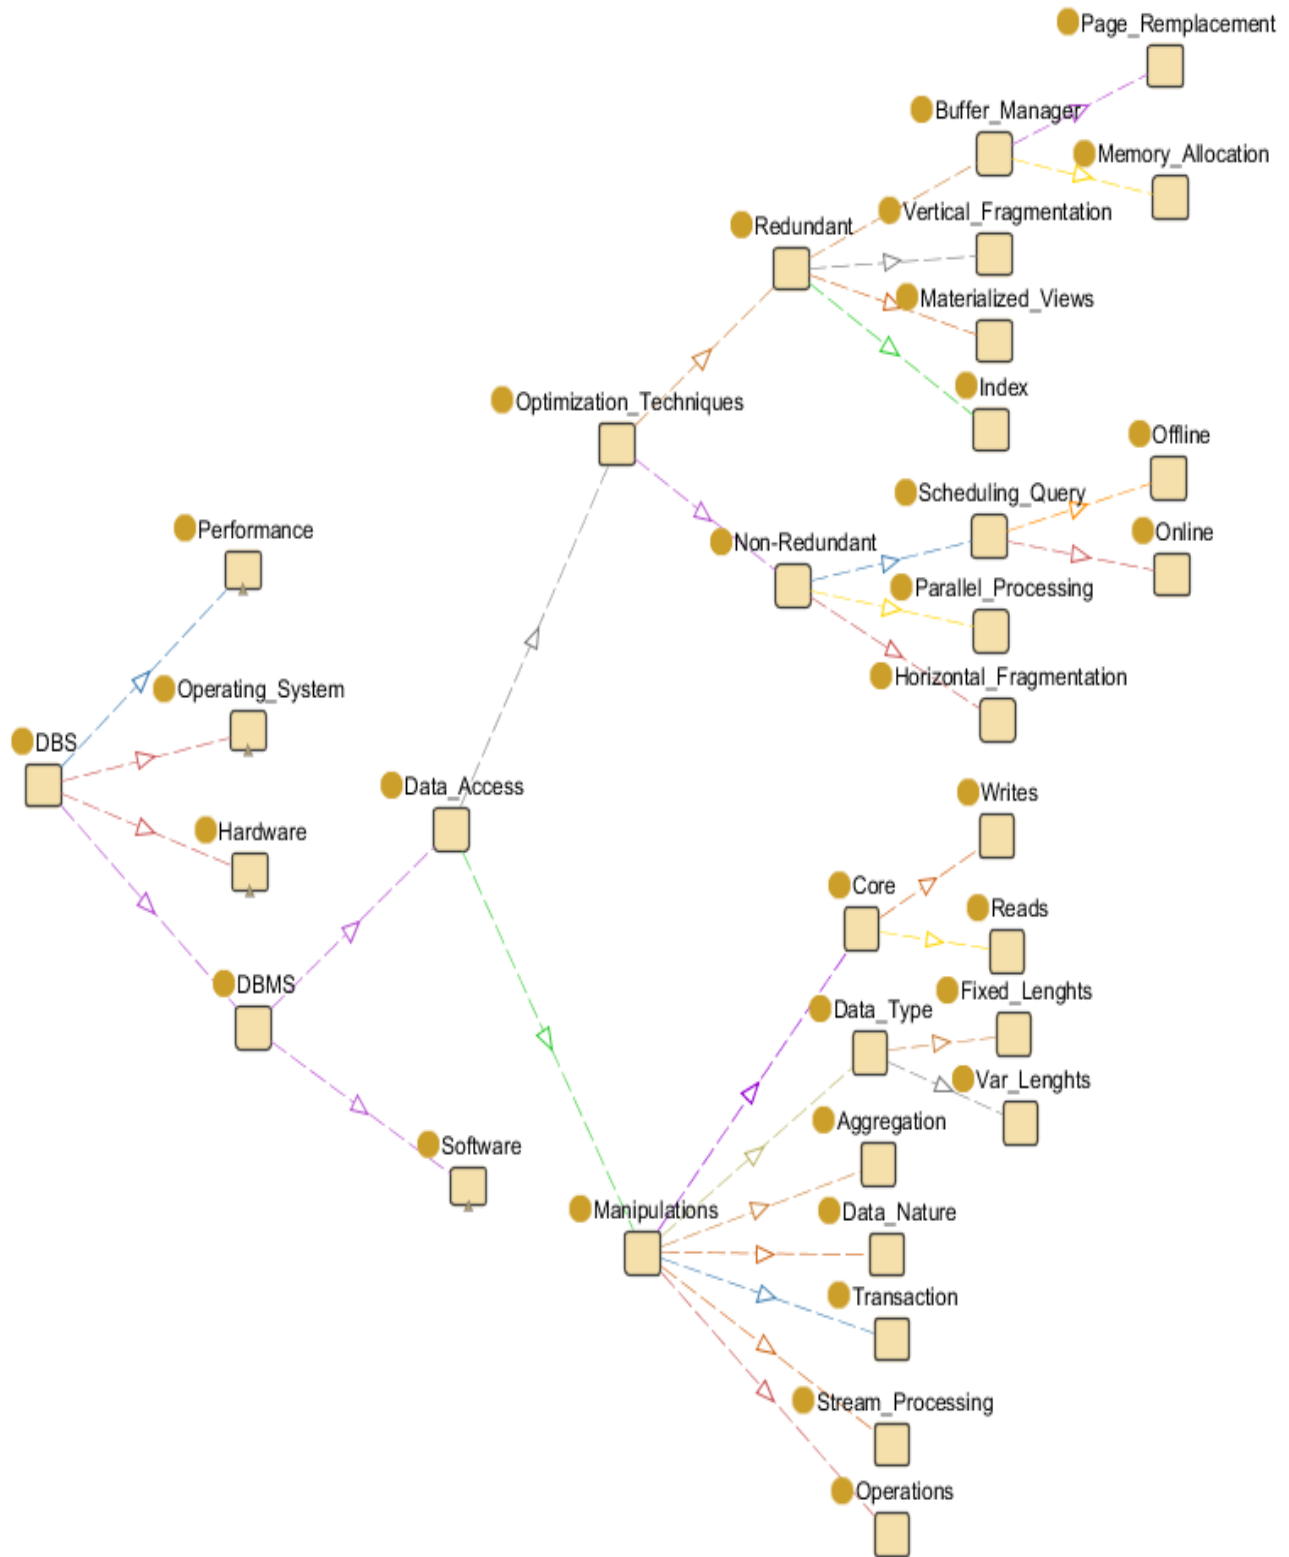 Page_Remplacement
Buffer_Manager
Memory_Allocation
Vertical_Fragmentation
Redundant
Materialized_Views
Index
Optimization_Techniques
Offline
Scheduling_Query
Online
Performance
Non-Redundant
Parallel_Processing
Horizontal_Fragmentation
Operating_System
DBS
Data_Access
Writes
Hardware
Core
Reads
DBMS
Fixed_Lenghts
Data_Type
Var_Lenghts
Aggregation
Software
Manipulations
Data_Nature
Transaction
Stream_Processing
Operations